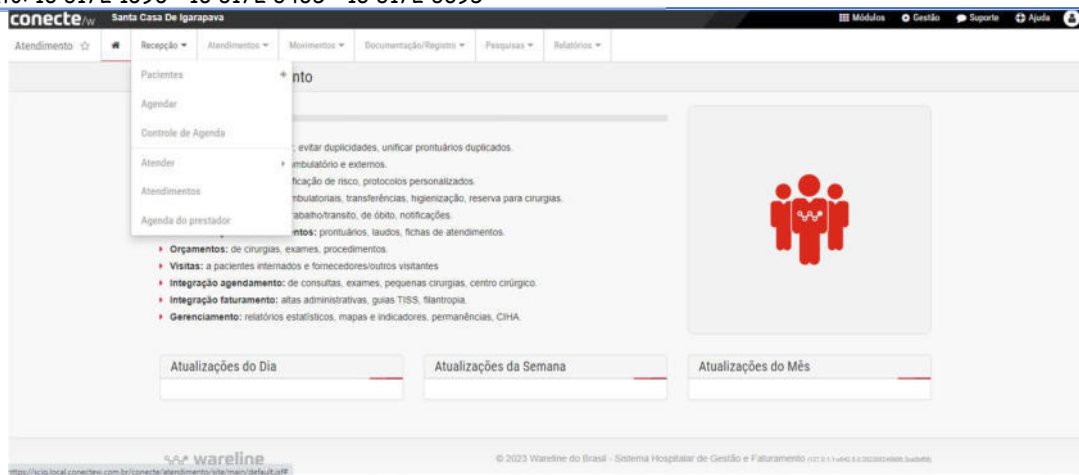 conecte/w Santa Casa De Igarapava Módulos Gestão Suporte Ajuda
Atendimento Recepção Atendimentos Movimentos Documentação/Registro Pesquisas Relatórios
Pacientes
nto
Agendar
Controle de Agenda
evitar duplicidades, unificar prontuários duplicados.
Atender
ambulatório e externos.
ficação de risco, protocolos personalizados.
Atendimentos
mbulatoriais, transferências, higienização, reserva para cirurgias.
Agenda do prestador
rabalho/transito, de óbito, notificações.
entos: prontuários, laudos, fichas de atendimentos.
Orçamentos: de cirurgias, exames, procedimentos.
Visitas: a pacientes internados e fornecedores/outros visitantes
Integração agendamento: de consultas, exames, pequenas cirurgias, centro cirúrgico.
Integração faturamento: altas administrativas, guias TISS, filantropia.
Gerenciamento: relatórios estatísticos, mapas e indicadores, permanências, CIHA.
Atualizações do Dia Atualizações da Semana Atualizações do Mês
wareline © 2023 Wareline do Brasil - Sistema Hospitalar de Gestão e Faturamento